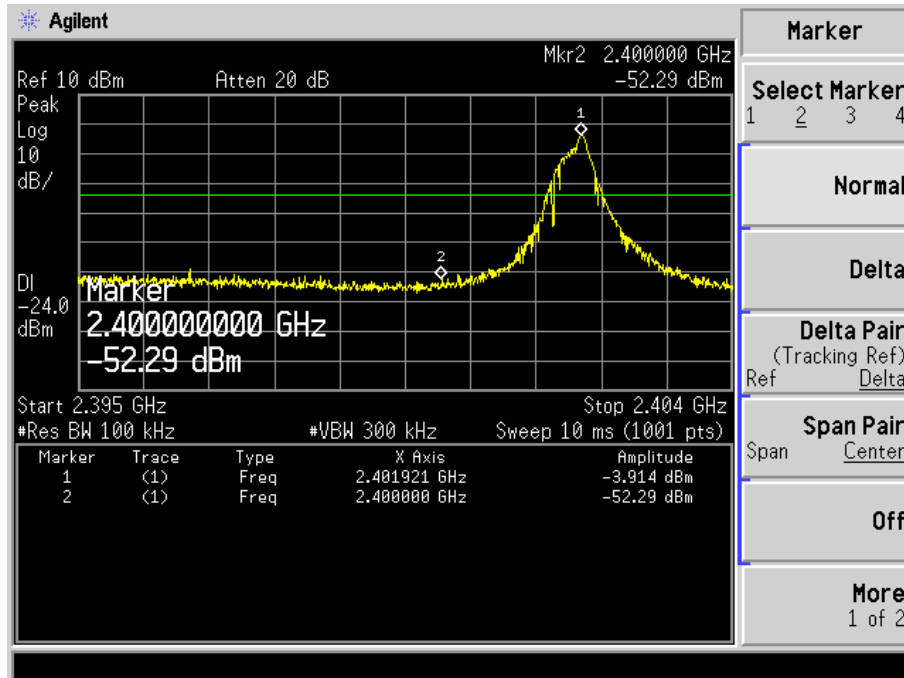 Agilent
Marker
Mkr2 2.400000 GHz
Ref 10 dBm Atten 20 dB -52.29 dBm
Peak
Log
10
dB/
1
2
DI
-24.0
dBm
Marker
2.400000000 GHz
-52.29 dBm
Start 2.395 GHz Stop 2.404 GHz
#Res BW 100 kHz #VBW 300 kHz Sweep 10 ms (1001 pts)
Marker Trace Type X Axis Amplitude
1 (1) Freq 2.401921 GHz -3.914 dBm
2 (1) Freq 2.400000 GHz -52.29 dBm
Select Marker
1 2 3 4
Normal
Delta
Delta Pair
(Tracking Ref)
Ref Delta
Span Pair
Span Center
Off
More
1 of 2